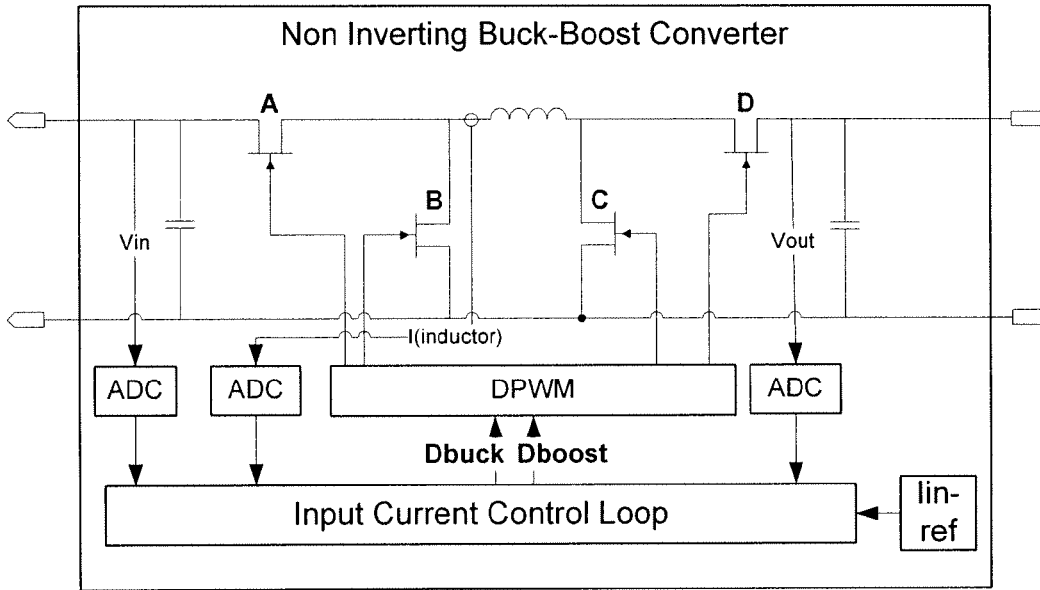 Non Inverting Buck-Boost Converter
A
D
B
C
Vin
Vout
I(inductor)
ADC
ADC
DPWM
ADC
Dbuck Dboost
Input Current Control Loop
Iin-
ref